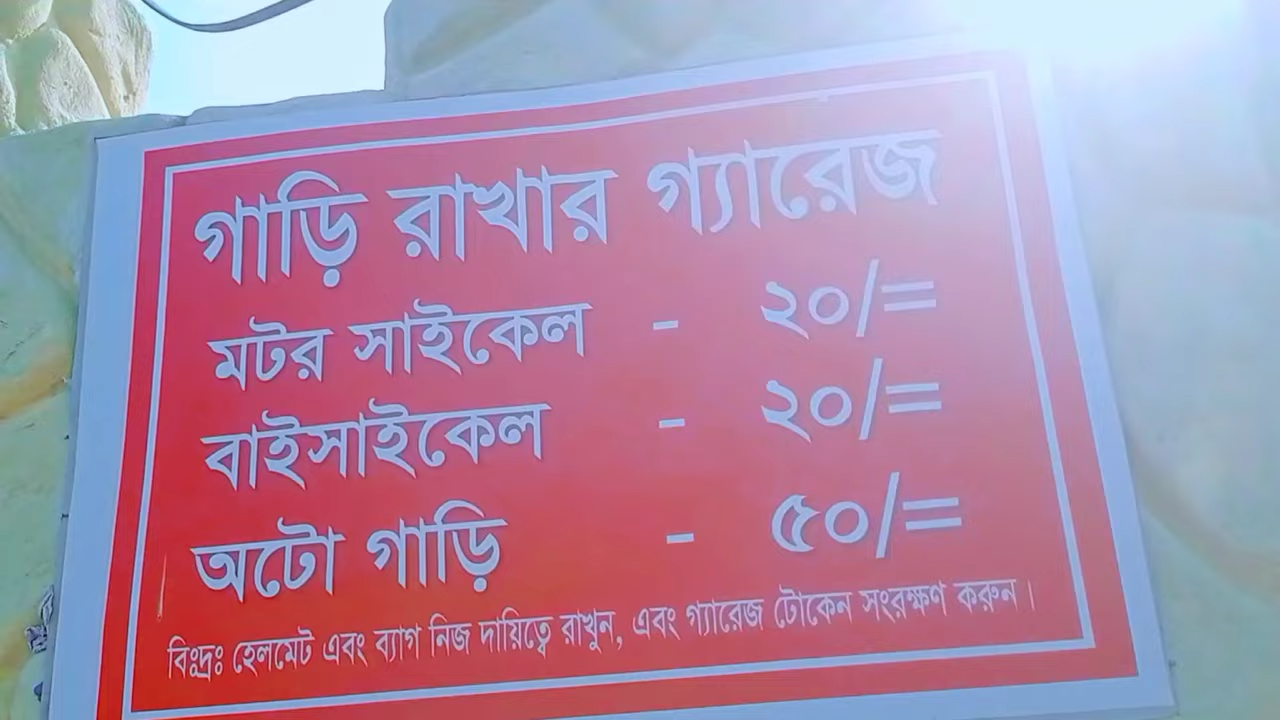 গাড়ি রাখার গ্যারেজ
মটর সাইকেল - ২০/=
বাইসাইকেল - ২০/=
অটো গাড়ি - ৫০/=
বিঃদ্রঃ হেলমেট এবং ব্যাগ নিজ দায়িত্বে রাখুন, এবং গ্যারেজ টোকেন সংরক্ষণ করুন।